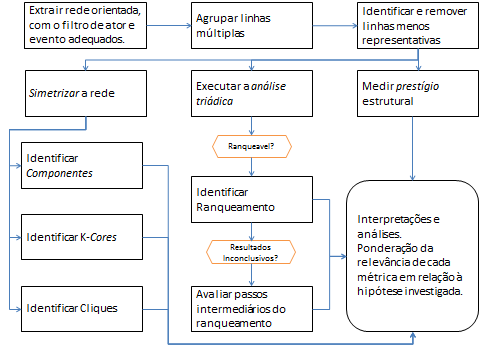 Extrair rede orientada,
com o filtro de ator e
evento adequados.
Agrupar linhas
múltiplas
Identificar e remover
linhas menos
representativas
Simetrizar a rede
Executar a análise
triádica
Medir prestígio
estrutural
Ranqueavel?
Identificar
Componentes
Identificar
Ranqueamento
Interpretações e
análises.
Ponderação da
relevância de cada
métrica em relação à
hipótese investigada.
Identificar K-Cores
Resultados
Inconclusivos?
Identificar Cliques
Avaliar passos
intermediários do
ranqueamento